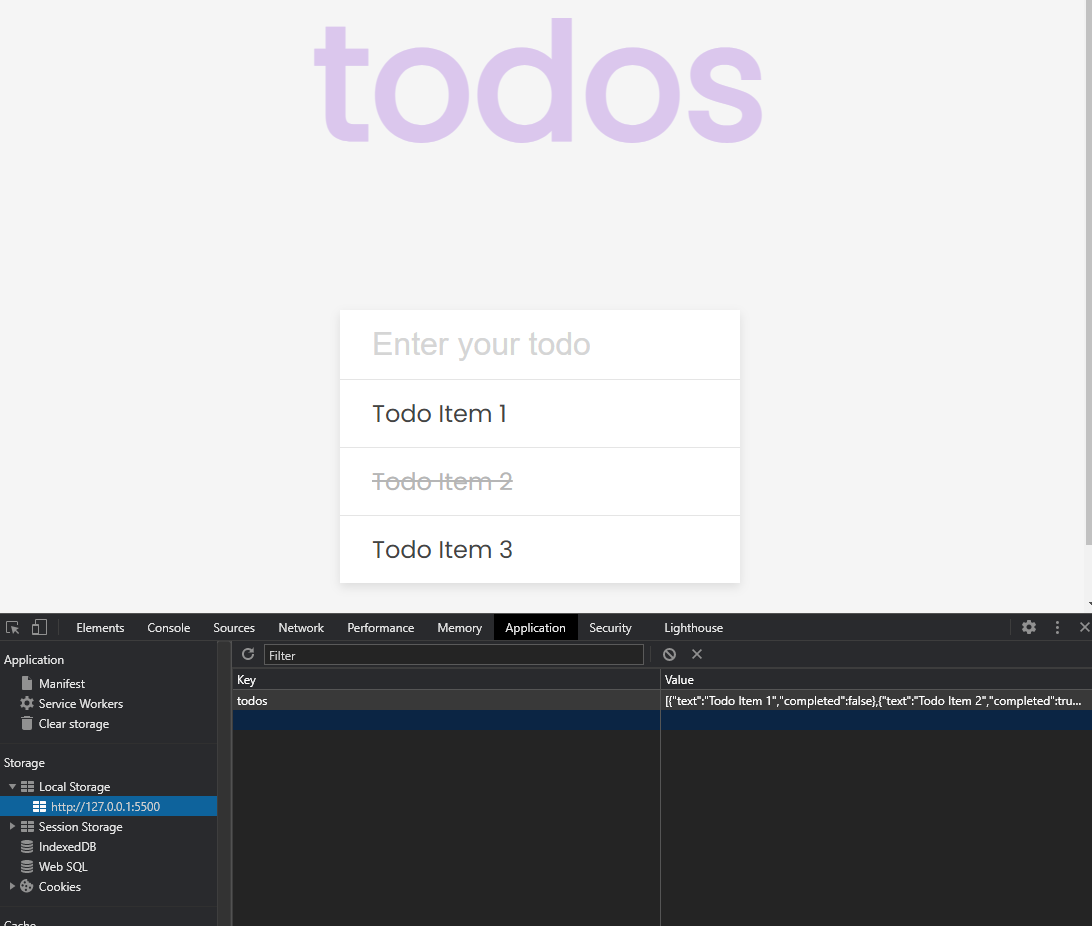 todos
Enter your todo
Todo Item 1
Todo Item 2
Todo Item 3
Elements Console Sources Network Performance Memory Application Security Lighthouse
Application
Manifest
Service Workers
Clear storage
Storage
Local Storage
http://127.0.0.1:5500
Session Storage
IndexedDB
Web SQL
Cookies
Cache
Filter
Key Value
todos [{"text":"Todo Item 1","completed":false},{"text":"Todo Item 2","completed":tru...